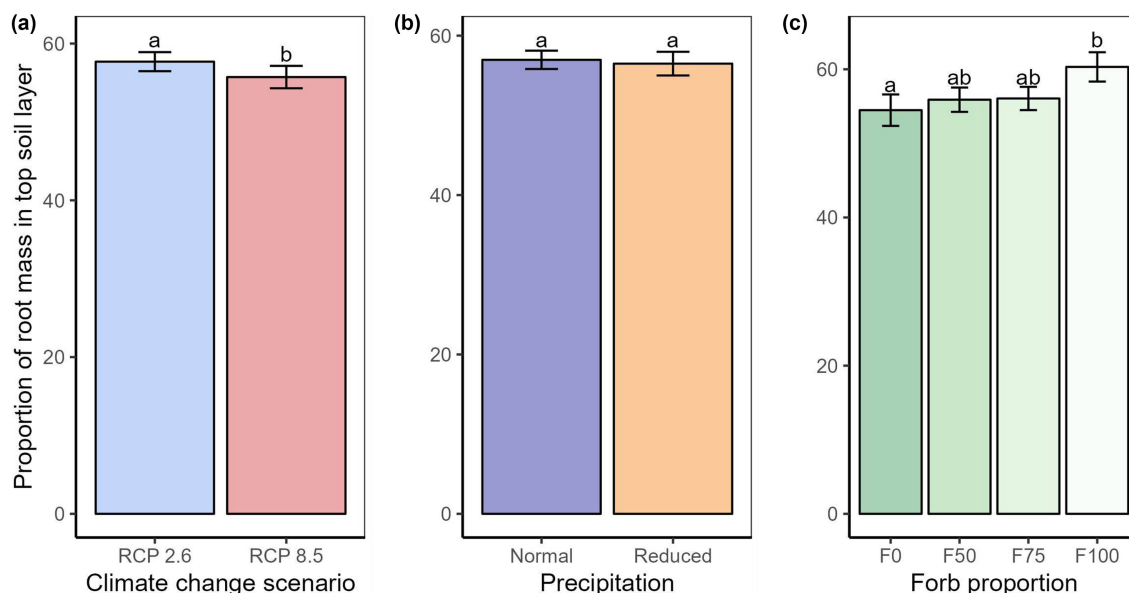 (a)
Proportion of root mass in top soil layer
60
40
20
0
a
b
RCP 2.6
RCP 8.5
Climate change scenario
(b)
60
40
20
0
a
a
Normal
Reduced
Precipitation
(c)
60
40
20
0
a
ab
ab
b
F0
F50
F75
F100
Forb proportion